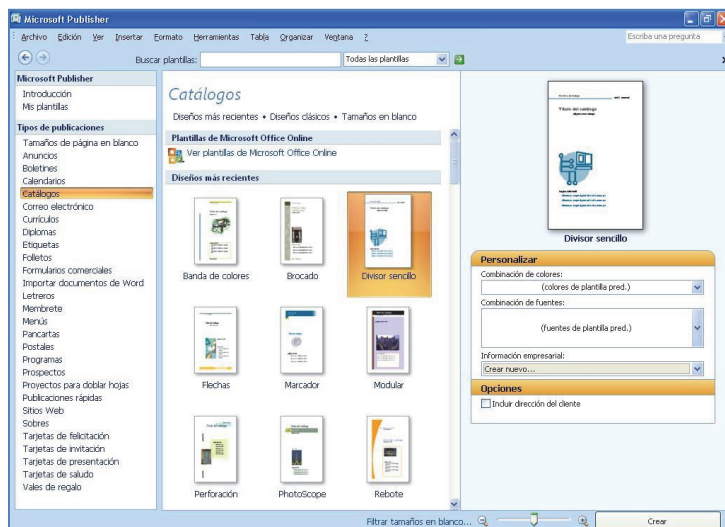 Microsoft Publisher
Archivo Edición Ver Insertar Formato Herramientas Tabla Organizar Ventana ?
Escriba una pregunta
Buscar plantillas:
Todas las plantillas
Microsoft Publisher
Introducción
Mis plantillas
Tipos de publicaciones
Tamaños de página en blanco
Anuncios
Boletines
Calendarios
Catálogos
Correo electrónico
Currículos
Diplomas
Etiquetas
Folletos
Formularios comerciales
Importar documentos de Word
Letreros
Membrete
Menús
Pancartas
Postales
Programas
Prospectos
Proyectos para doblar hojas
Publicaciones rápidas
Sitios Web
Sobres
Tarjetas de felicitación
Tarjetas de invitación
Tarjetas de presentación
Tarjetas de saludo
Vales de regalo
Catálogos
Diseños más recientes • Diseños clásicos • Tamaños en blanco
Plantillas de Microsoft Office Online
Ver plantillas de Microsoft Office Online
Diseños más recientes
Banda de colores
Brocado
Divisor sencillo
Flechas
Marcador
Modular
Perforación
PhotoScope
Rebote
Título del catálogo
Divisor sencillo
Personalizar
Combinación de colores:
(colores de plantilla pred.)
Combinación de fuentes:
(fuentes de plantilla pred.)
Información empresarial:
Crear nuevo...
Opciones
Incluir dirección del cliente
Filtrar tamaños en blanco...
Crear